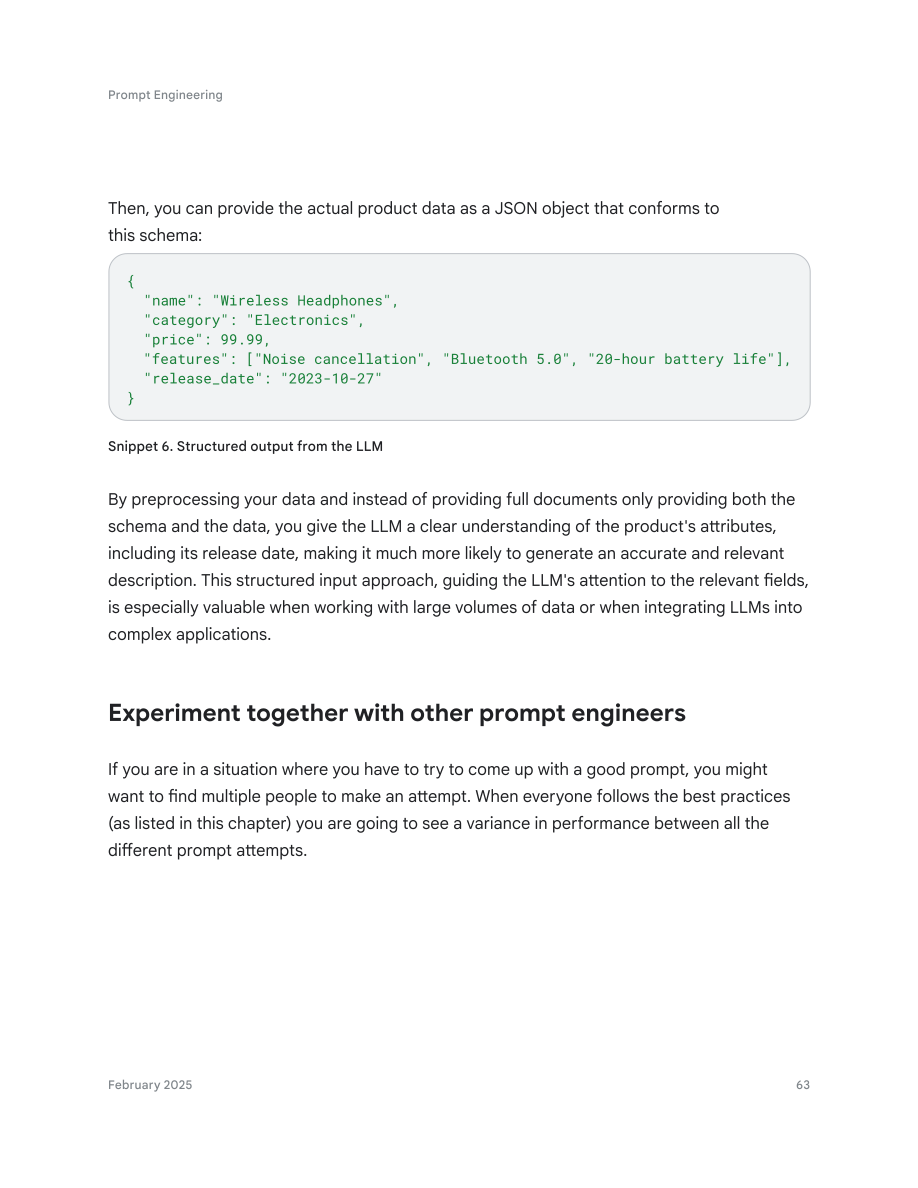 Prompt Engineering
Then, you can provide the actual product data as a JSON object that conforms to
this schema:
{
  "name": "Wireless Headphones",
  "category": "Electronics",
  "price": 99.99,
  "features": ["Noise cancellation", "Bluetooth 5.0", "20-hour battery life"],
  "release_date": "2023-10-27"
}
Snippet 6. Structured output from the LLM
By preprocessing your data and instead of providing full documents only providing both the
schema and the data, you give the LLM a clear understanding of the product's attributes,
including its release date, making it much more likely to generate an accurate and relevant
description. This structured input approach, guiding the LLM's attention to the relevant fields,
is especially valuable when working with large volumes of data or when integrating LLMs into
complex applications.
Experiment together with other prompt engineers
If you are in a situation where you have to try to come up with a good prompt, you might
want to find multiple people to make an attempt. When everyone follows the best practices
(as listed in this chapter) you are going to see a variance in performance between all the
different prompt attempts.
February 2025
63